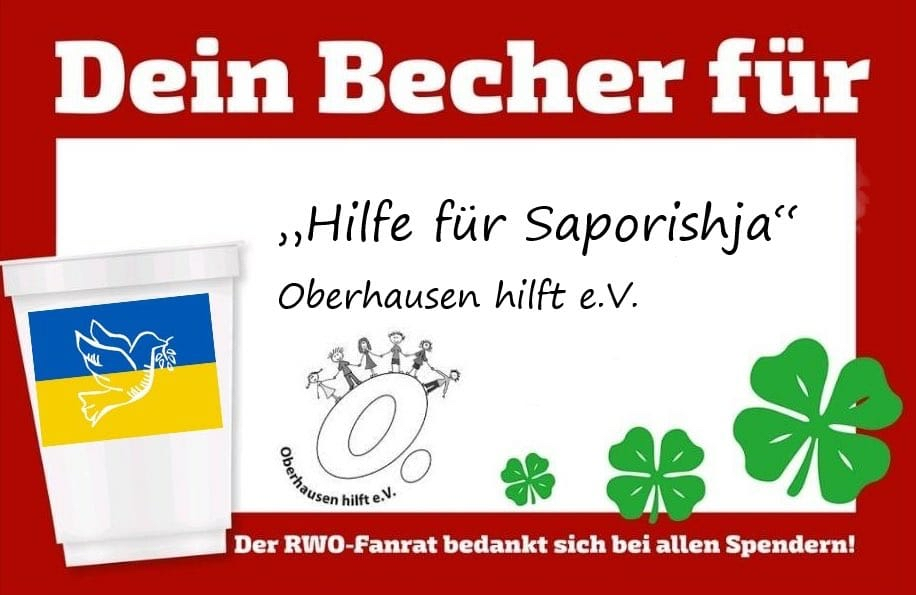 Dein Becher für
„Hilfe für Saporishja“
Oberhausen hilft e.V.
O.
Oberhausen hilft e.V.
Der RWO-Fanrat bedankt sich bei allen Spendern!